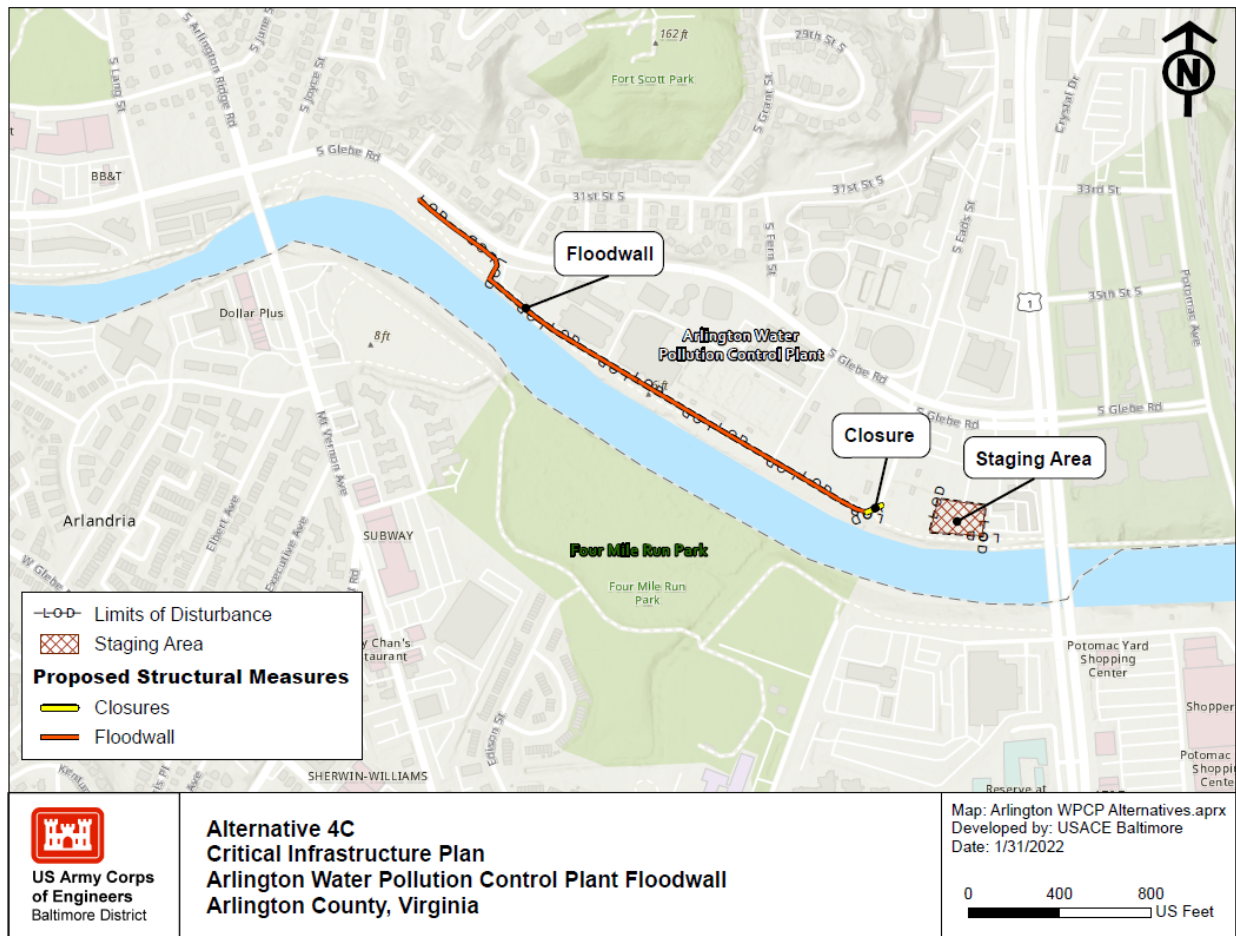 162 ft
29th St S
Fort Scott Park
S Lang St
S Arlington Ridge Rd
S June St
S Joyce St
S Grant St
Crystal Dr
N
BB&T
S Glebe Rd
31st St S
31st St S
33rd St
S Fern St
S Eads St
Potomac Ave
Floodwall
L O D
35th St S
1
Dollar Plus
8 ft
Arlington Water
Pollution Control Plant
S Glebe Rd
S Glebe Rd
S Glebe Rd
Closure
Staging Area
Mt Vernon Ave
Arlandria
Elbert Ave
Executive Ave
SUBWAY
W Glebe
Four Mile Run Park
Four Mile Run
Park
Edison St
SHERWIN-WILLIAMS
Potomac Yard
Shopping
Center
Shopper
Potomac
Shoppi
Cente
Reserve at
L-O-D Limits of Disturbance
Staging Area
Proposed Structural Measures
Closures
Floodwall
y Chan's
taurant
US Army Corps
of Engineers
Baltimore District
Alternative 4C
Critical Infrastructure Plan
Arlington Water Pollution Control Plant Floodwall
Arlington County, Virginia
Map: Arlington WPCP Alternatives.aprx
Developed by: USACE Baltimore
Date: 1/31/2022
0 400 800
US Feet